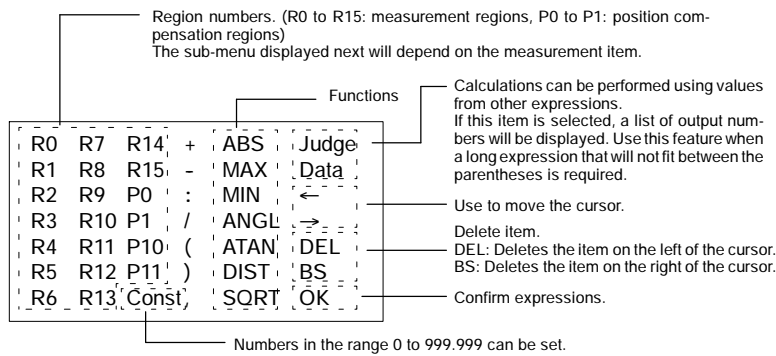 Region numbers. (R0 to R15: measurement regions, P0 to P1: position com-
pensation regions)
The sub-menu displayed next will depend on the measurement item.
Functions
Calculations can be performed using values
from other expressions.
If this item is selected, a list of output num-
bers will be displayed. Use this feature when
a long expression that will not fit between the
parentheses is required.
R0 R7 R14 + ABS Judge
R1 R8 R15 - MAX Data
R2 R9 P0 : MIN ←
R3 R10 P1 / ANGL →
R4 R11 P10 ( ATAN DEL
R5 R12 P11 ) DIST BS
R6 R13 Const , SQRT OK
Use to move the cursor.
Delete item.
DEL: Deletes the item on the left of the cursor.
BS: Deletes the item on the right of the cursor.
Confirm expressions.
Numbers in the range 0 to 999.999 can be set.